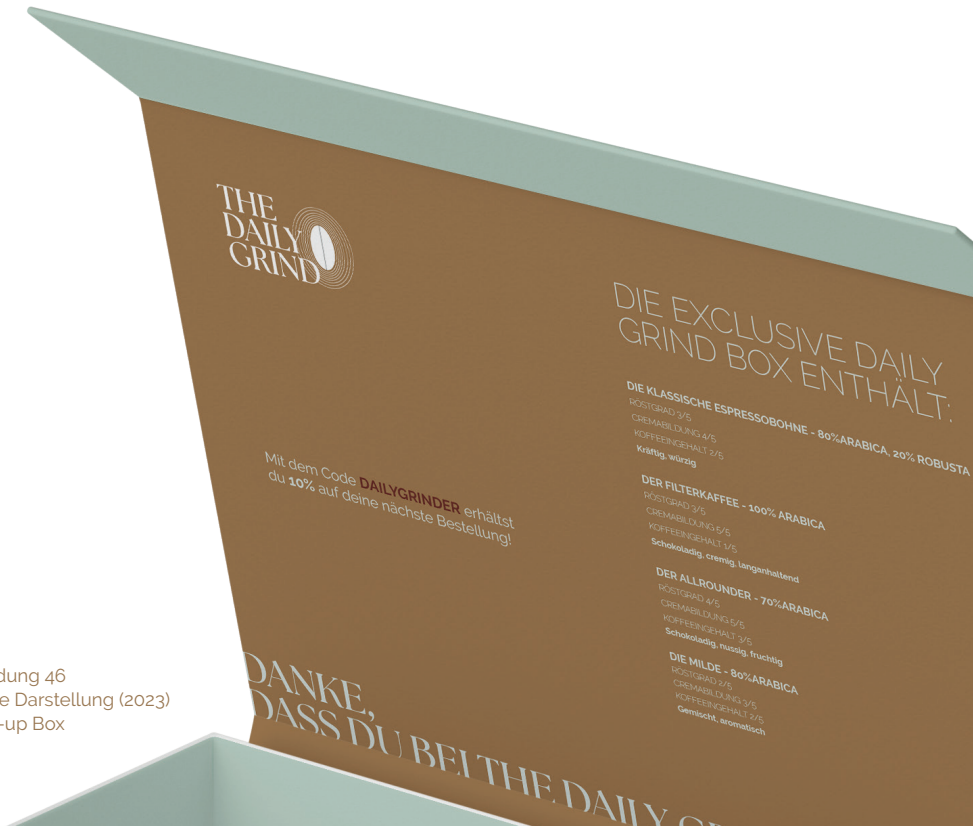 THE
DAILY
GRIND
DIE EXCLUSIVE DAILY
GRIND BOX ENTHÄLT:
DIE KLASSISCHE ESPRESSOBOHNE - 80%ARABICA, 20% ROBUSTA
RÖSTGRAD 3/5
CREMABILDUNG 4/5
KOFFEEINGEHALT 2/5
Kräftig, würzig
DER FILTERKAFFEE - 100% ARABICA
RÖSTGRAD 3/5
CREMABILDUNG 5/5
KOFFEEINGEHALT 1/5
Schokoladig, cremig, langanhaltend
DER ALLROUNDER - 70%ARABICA
RÖSTGRAD 4/5
CREMABILDUNG 5/5
KOFFEEINGEHALT 3/5
Schokoladig, nussig, fruchtig
DIE MILDE - 80%ARABICA
RÖSTGRAD 2/5
CREMABILDUNG 3/5
KOFFEEINGEHALT 2/5
Gemischt, aromatisch
Mit dem Code DAILYGRINDER erhältst
du 10% auf deine nächste Bestellung!
DANKE,
DASS DU BEI THE DAILY
dung 46
e Darstellung (2023)
-up Box